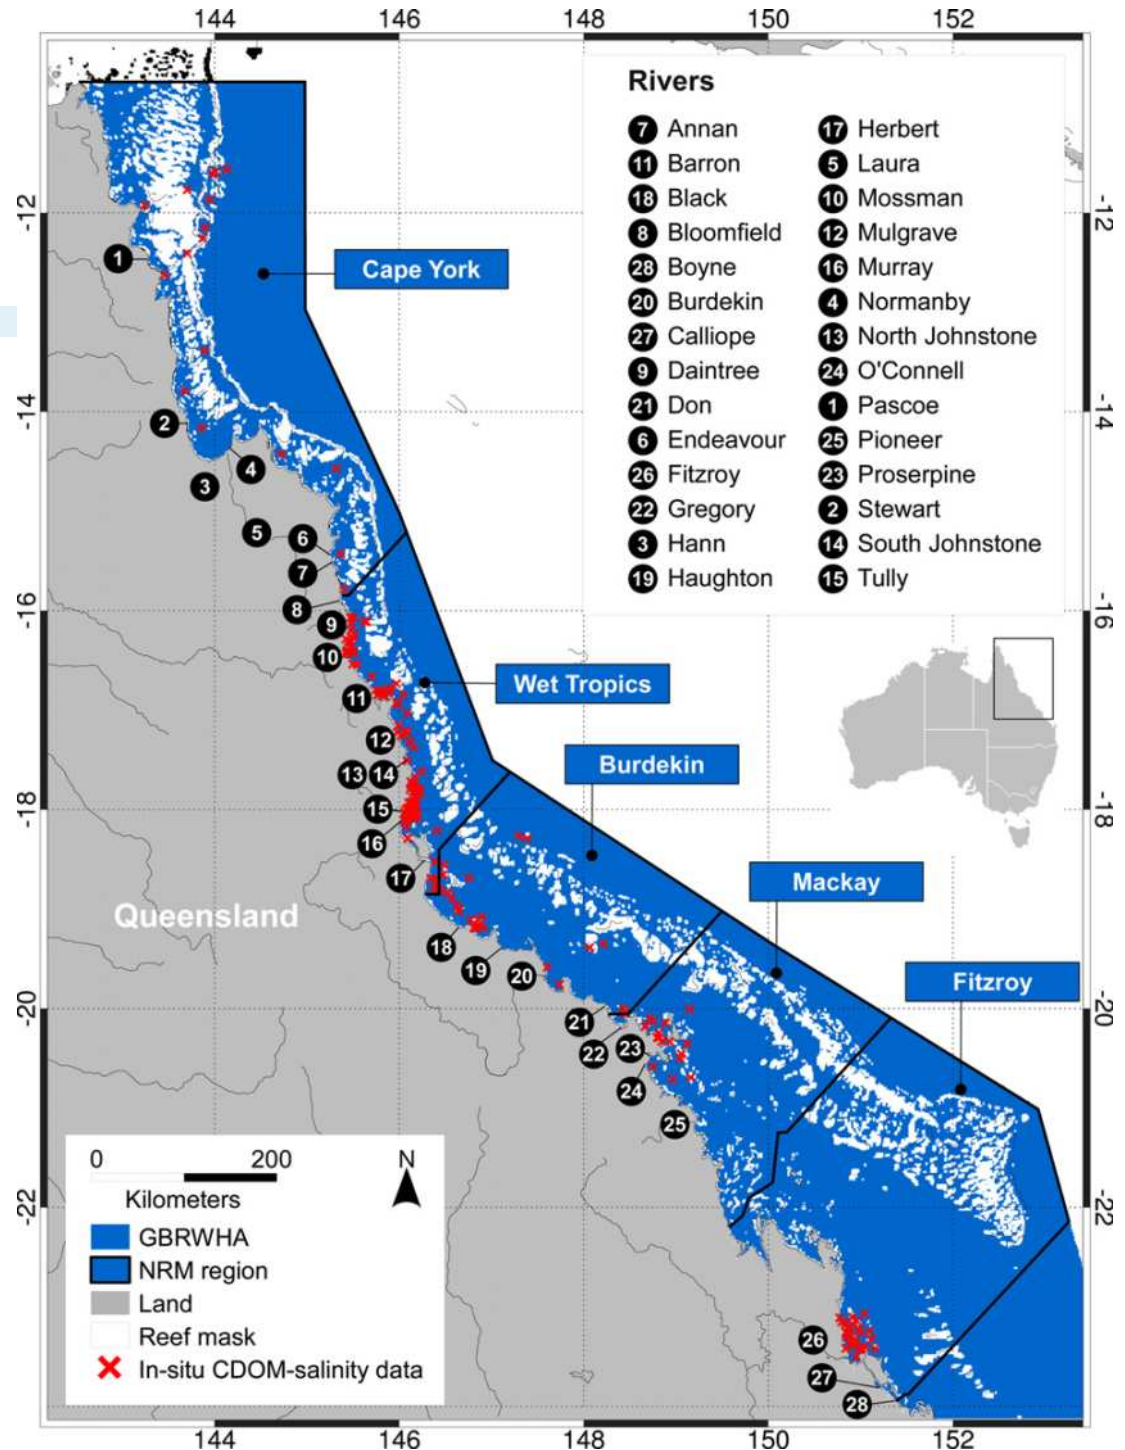 144 146 148 150 152
Rivers
7 Annan
11 Barron
18 Black
8 Bloomfield
28 Boyne
20 Burdekin
27 Calliope
9 Daintree
21 Don
6 Endeavour
26 Fitzroy
22 Gregory
3 Hann
19 Haughton
17 Herbert
5 Laura
10 Mossman
12 Mulgrave
16 Murray
4 Normanby
13 North Johnstone
24 O'Connell
1 Pascoe
25 Pioneer
23 Proserpine
2 Stewart
14 South Johnstone
15 Tully
-12
-12
1
Cape York
-14
-14
2
4
3
5
6
7
8
-16
-16
9
10
Wet Tropics
11
12
Burdekin
13
14
15
-18
-18
16
17
Mackay
Queensland
18
19
20
Fitzroy
-20
-20
21
22
23
24
25
0 200
N
Kilometers
-22
-22
GBRWHA
NRM region
Land
Reef mask
In-situ CDOM-salinity data
26
27
28
144 146 148 150 152